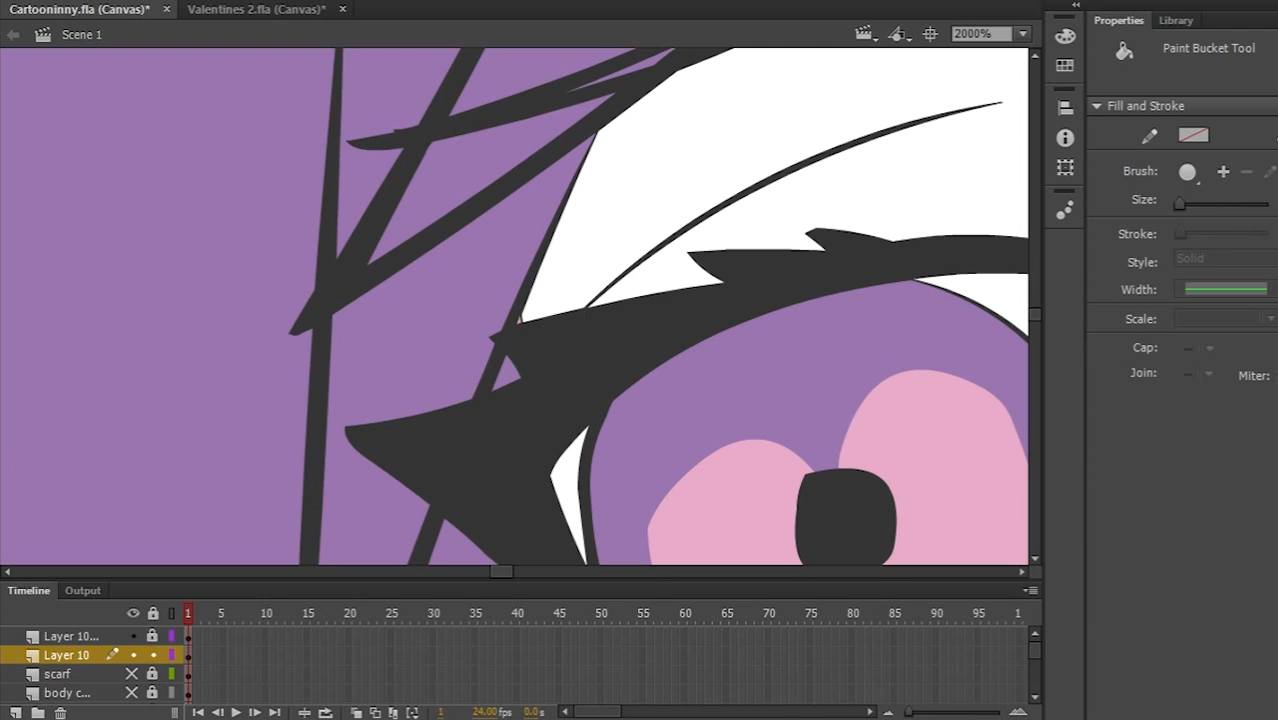 Cartooninny.fla (Canvas)* × Valentines 2.fla (Canvas)* ×
Scene 1 2000%
Properties Library
Paint Bucket Tool
Fill and Stroke
Brush:
Size:
Stroke:
Style: Solid
Width:
Scale:
Cap:
Join: Miter:
Timeline Output
1 5 10 15 20 25 30 35 40 45 50 55 60 65 70 75 80 85 90 95 1
Layer 10...
Layer 10
scarf
body c...
1 24.00 fps 0.0 s